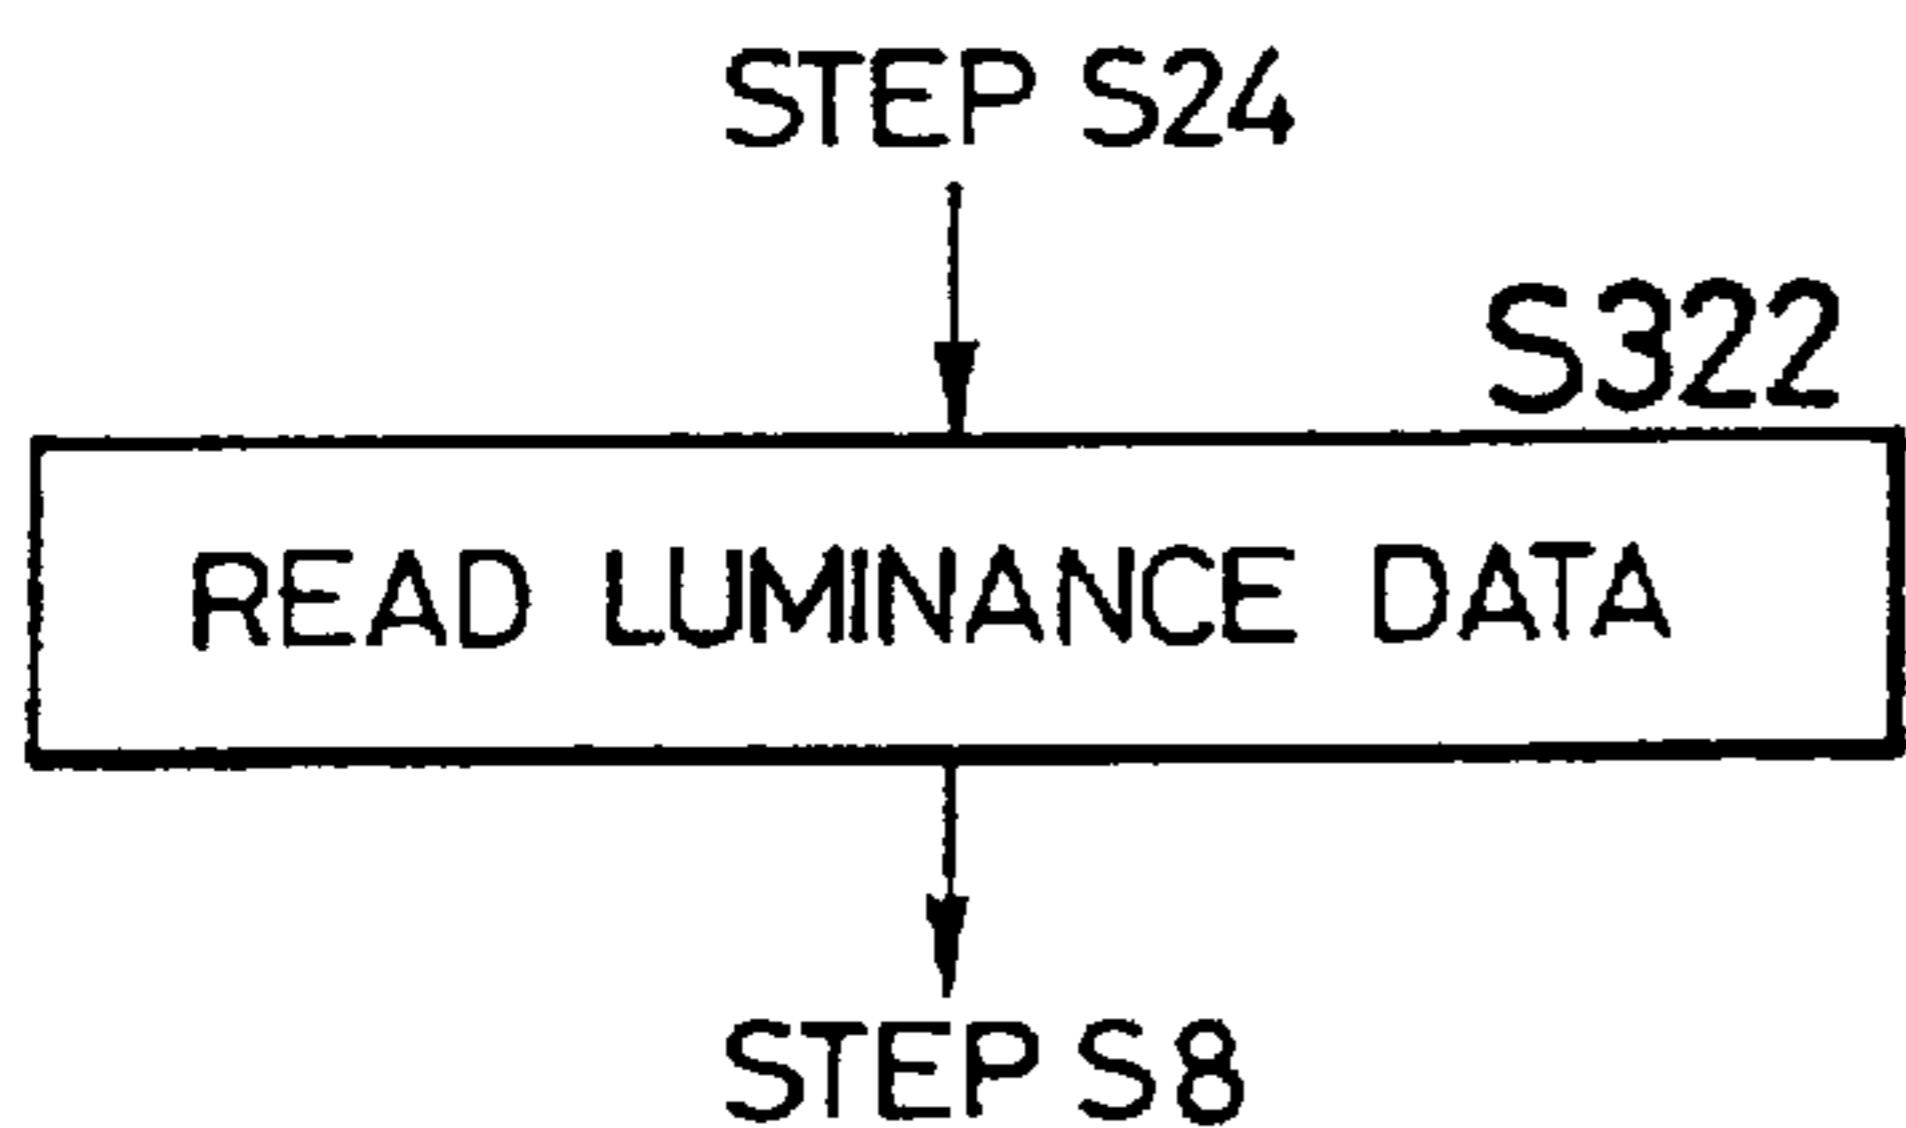 STEP S24
S322
READ LUMINANCE DATA
STEP S8